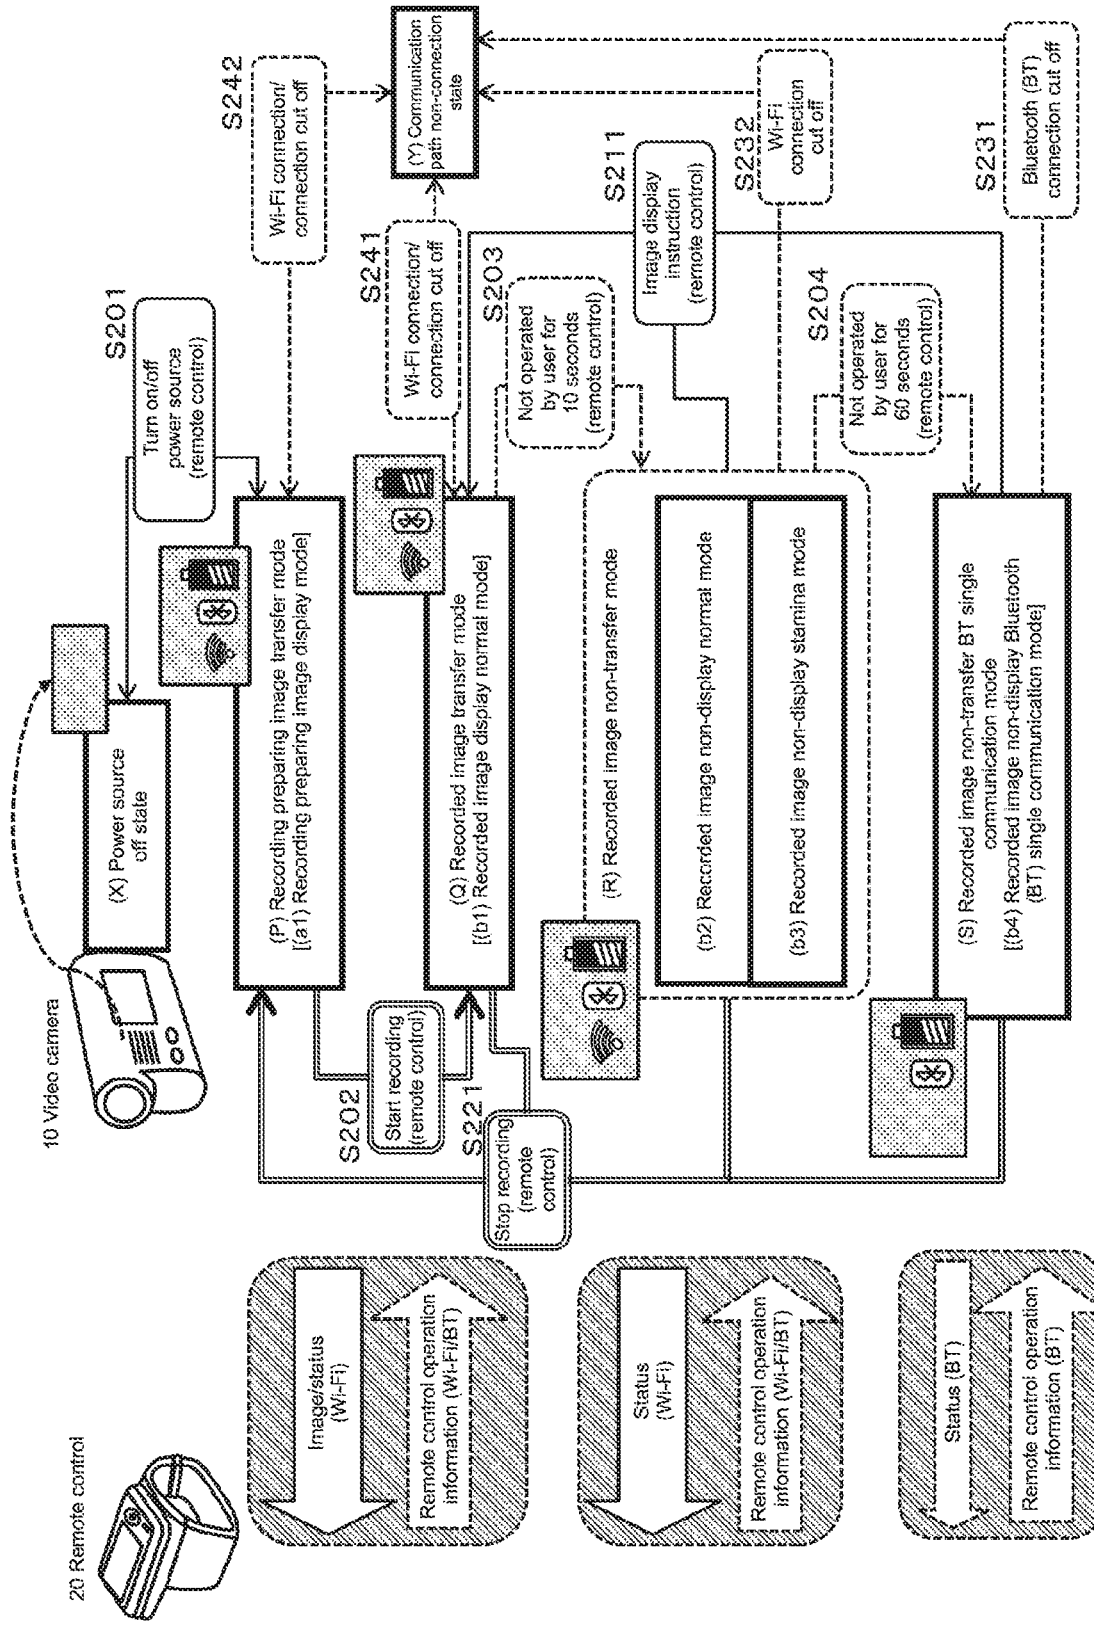 20 Remote control
10 Video camera
(X) Power source
off state
S201
Turn on/off
power source
(remote control)
S242
Wi-Fi connection/
connection cut off
(P) Recording preparing image transfer mode
[(a1) Recording preparing image display mode]
S202
Start recording
(remote control)
S241
Wi-Fi connection/
connection cut off
(Y) Communication
path non-connection
state
Image/status
(Wi-Fi)
Remote control operation
information (Wi-Fi/BT)
S221
Stop recording
(remote
control)
(Q) Recorded image transfer mode
[(b1) Recorded image display normal mode]
S203
Not operated
by user for
10 seconds
(remote control)
S211
Image display
instruction
(remote control)
(R) Recorded image non-transfer mode
(b2) Recorded image non-display normal mode
(b3) Recorded image non-display stamina mode
S232
Wi-Fi
connection
cut off
Status
(Wi-Fi)
Remote control operation
information (Wi-Fi/BT)
S204
Not operated
by user for
60 seconds
(remote control)
(S) Recorded image non-transfer BT single
communication mode
[(b4) Recorded image non-display Bluetooth
(BT) single communication mode]
S231
Bluetooth (BT)
connection cut off
Status (BT)
Remote control operation
information (BT)